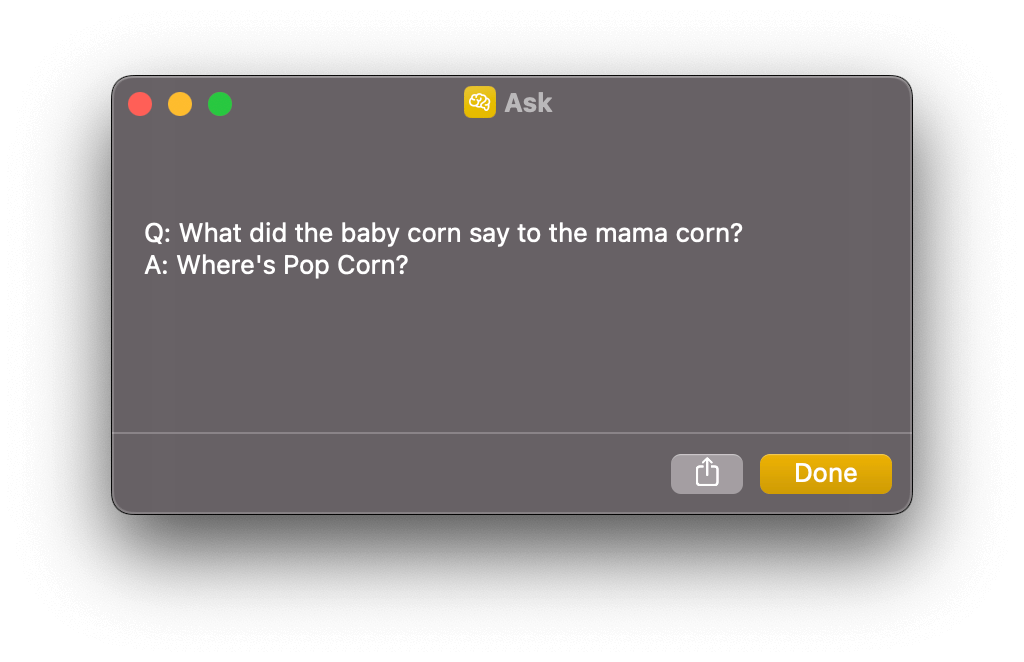 Ask
Q: What did the baby corn say to the mama corn?
A: Where's Pop Corn?
Done